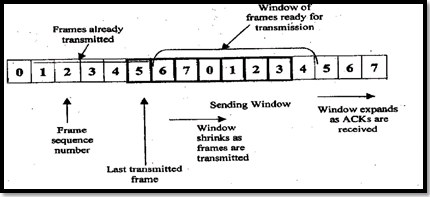 Window of
frames ready for
transmission
Frames already
transmitted
0 1 2 3 4 5 6 7 0 1 2 3 4 5 6 7
Sending Window
Frame
sequence
number
Window
shrinks as
frames are
transmitted
Window expands
as ACKs are
received
Last transmitted
frame